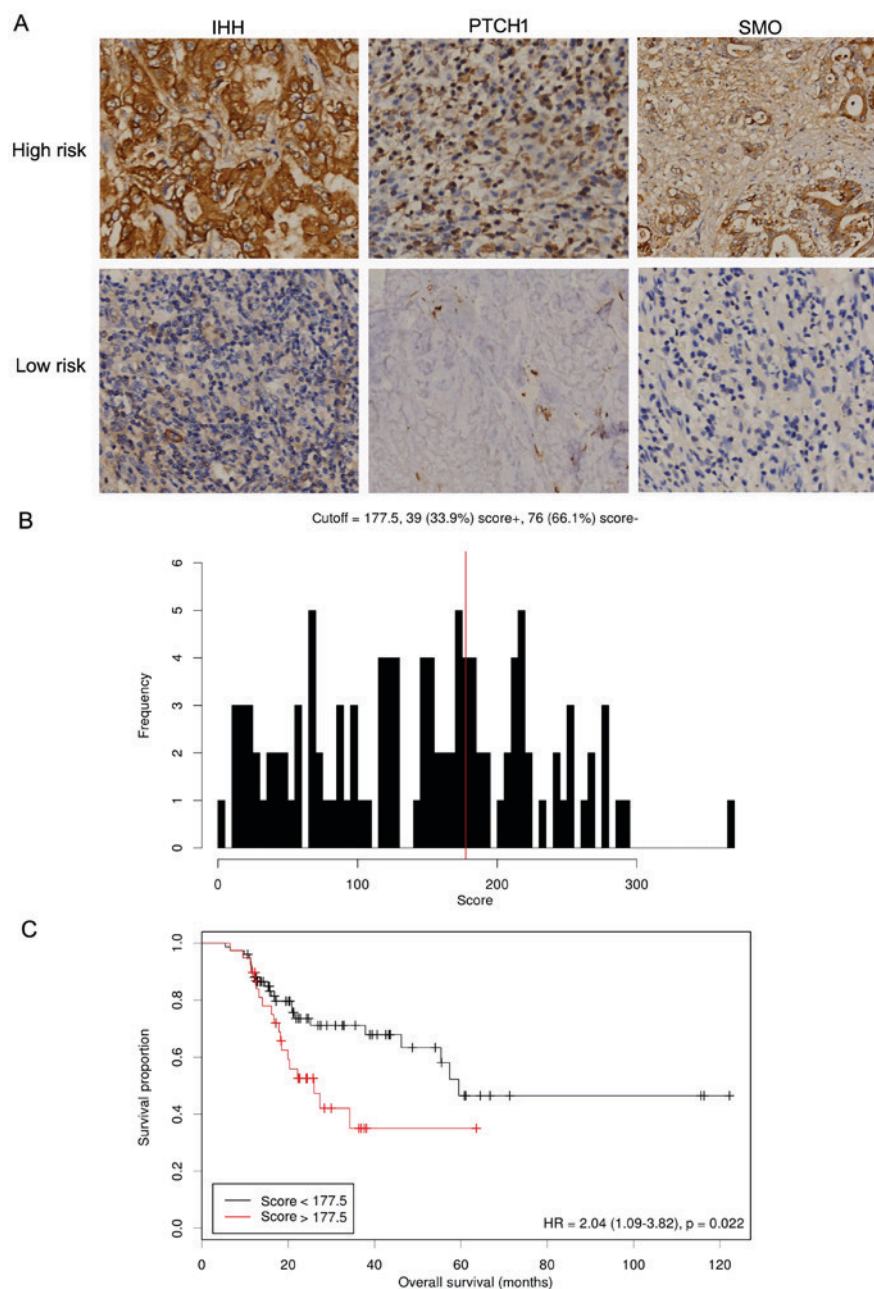 A
IHH PTCH1 SMO
High risk
Low risk
B
Cutoff = 177.5, 39 (33.9%) score+, 76 (66.1%) score-
Frequency
6
5
4
3
2
1
0
0 100 200 300
Score
C
Survival proportion
1.0
0.8
0.6
0.4
0.2
0.0
Score < 177.5
Score > 177.5
HR = 2.04 (1.09-3.82), p = 0.022
0 20 40 60 80 100 120
Overall survival (months)